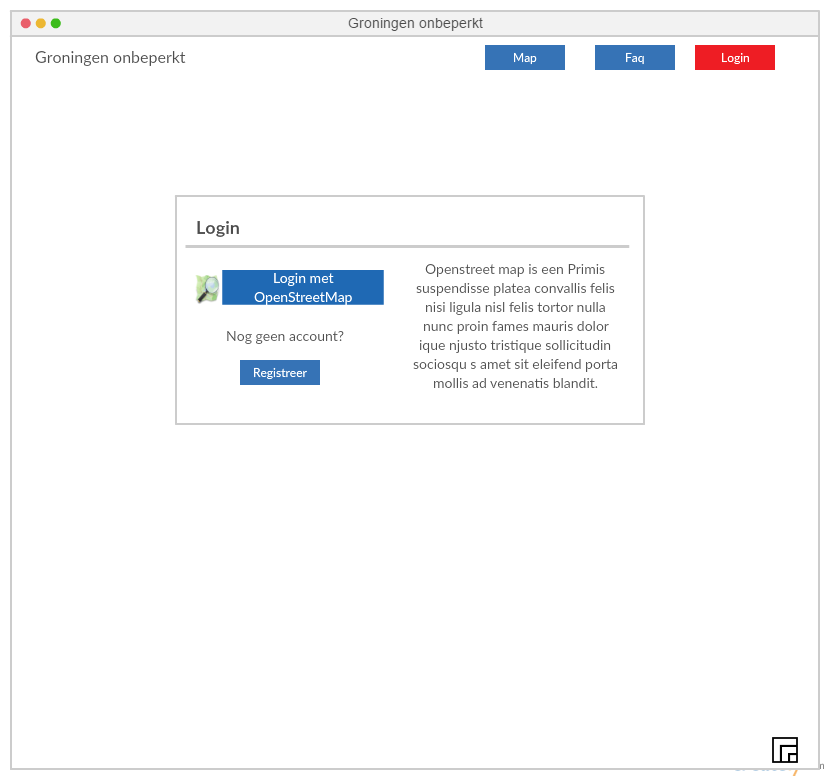 Groningen onbeperkt
Groningen onbeperkt
Map
Faq
Login
Login
Login met
OpenStreetMap
Nog geen account?
Registreer
Openstreet map is een Primis
suspendisse platea convallis felis
nisi ligula nisl felis tortor nulla
nunc proin fames mauris dolor
ique njusto tristique sollicitudin
sociosqu s amet sit eleifend porta
mollis ad venenatis blandit.